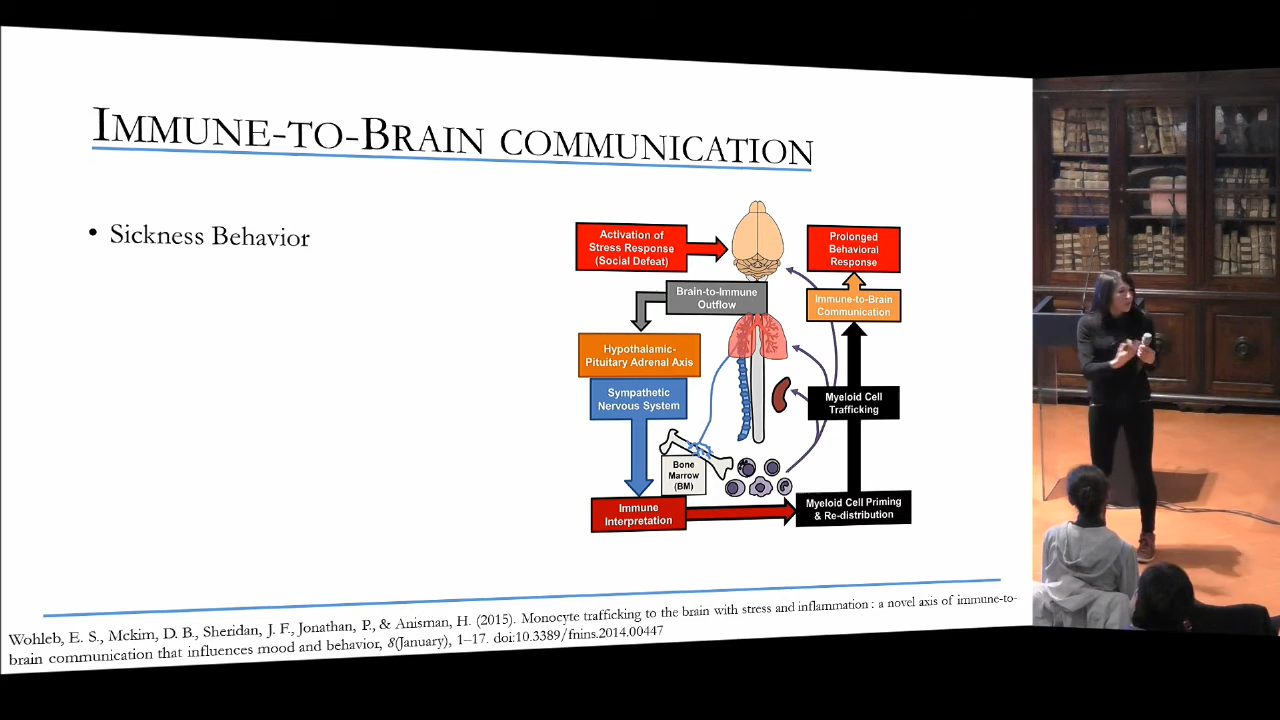 IMMUNE-TO-BRAIN COMMUNICATION
• Sickness Behavior
Activation of
Stress Response
(Social Defeat)
Prolonged
Behavioral
Response
Brain-to-Immune
Outflow
Immune-to-Brain
Communication
Hypothalamic-
Pituitary Adrenal Axis
Sympathetic
Nervous System
Myeloid Cell
Trafficking
Bone
Marrow
(BM)
Immune
Interpretation
Myeloid Cell Priming
& Re-distribution
Wohleb, E. S., Mckim, D. B., Sheridan, J. F., Jonathan, P., & Anisman, H. (2015). Monocyte trafficking to the brain with stress and inflammation : a novel axis of immune-to-
brain communication that influences mood and behavior, 8(January), 1–17. doi:10.3389/fnins.2014.00447